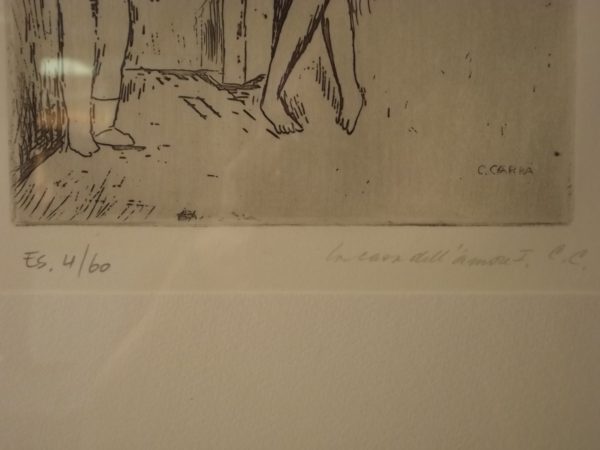 C. CARRA
ES. 4/60
La casa dell'amore I. C. C.